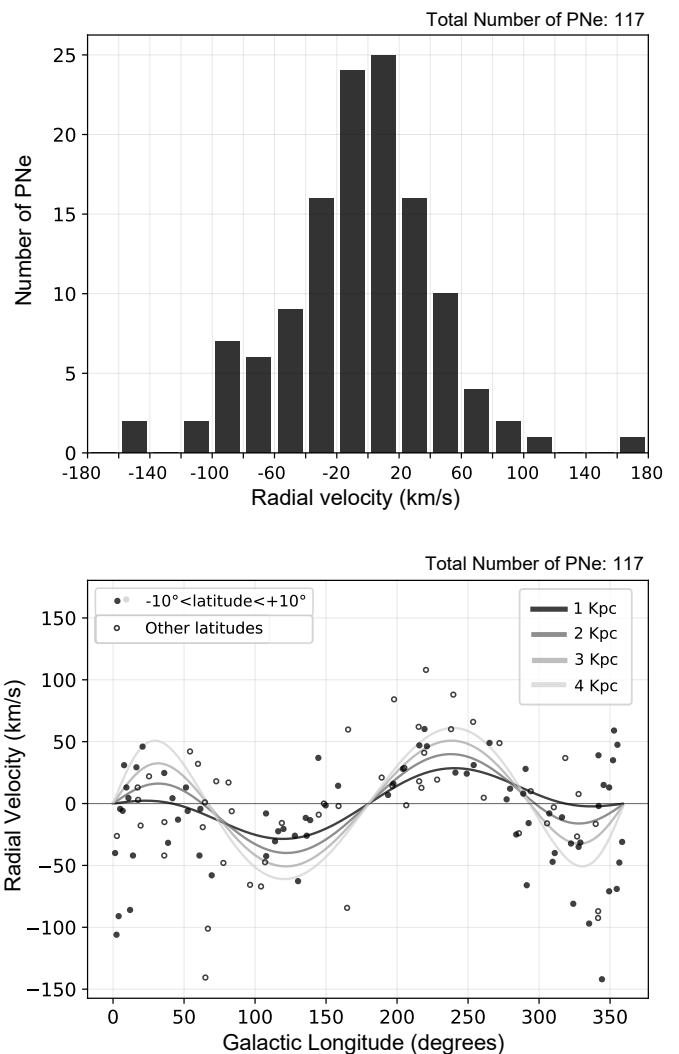 Total Number of PNe: 117
25
20
15
10
5
0
Number of PNe
-180 -140 -100 -60 -20 20 60 100 140 180
Radial velocity (km/s)
Total Number of PNe: 117
-10°<latitude<+10°
Other latitudes
1 Kpc
2 Kpc
3 Kpc
4 Kpc
150
100
50
0
−50
−100
−150
Radial Velocity (km/s)
0 50 100 150 200 250 300 350
Galactic Longitude (degrees)